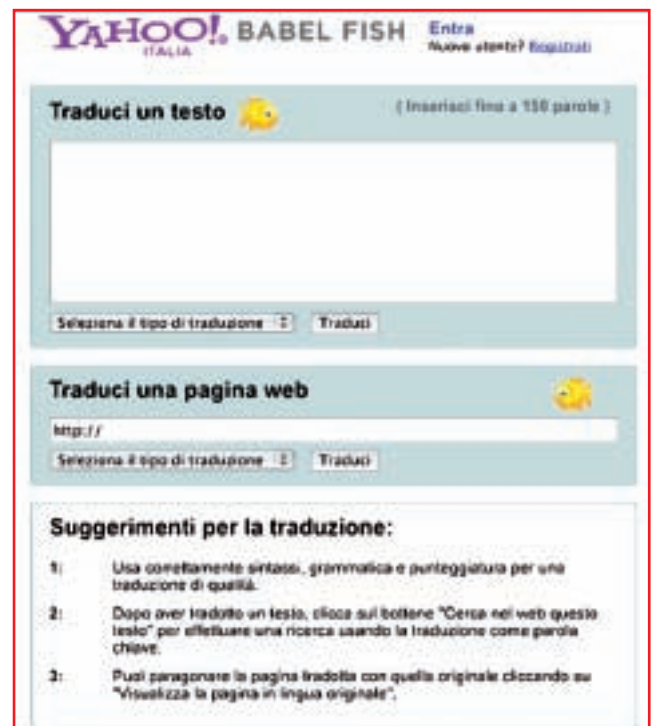 YAHOO! BABEL FISH Entra
ITALIA Nuovo utente? Registrati
Traduci un testo ( Inserisci fino a 150 parole )
Seleziona il tipo di traduzione Traduci
Traduci una pagina web
http://
Seleziona il tipo di traduzione Traduci
Suggerimenti per la traduzione:
1: Usa correttamente sintassi, grammatica e punteggiatura per una
traduzione di qualità.
2: Dopo aver tradotto un testo, clicca sul bottone "Cerca nel web questo
testo" per effettuare una ricerca usando la traduzione come parola
chiave.
3: Puoi paragonare la pagina tradotta con quella originale cliccando su
"Visualizza la pagina in lingua originale".